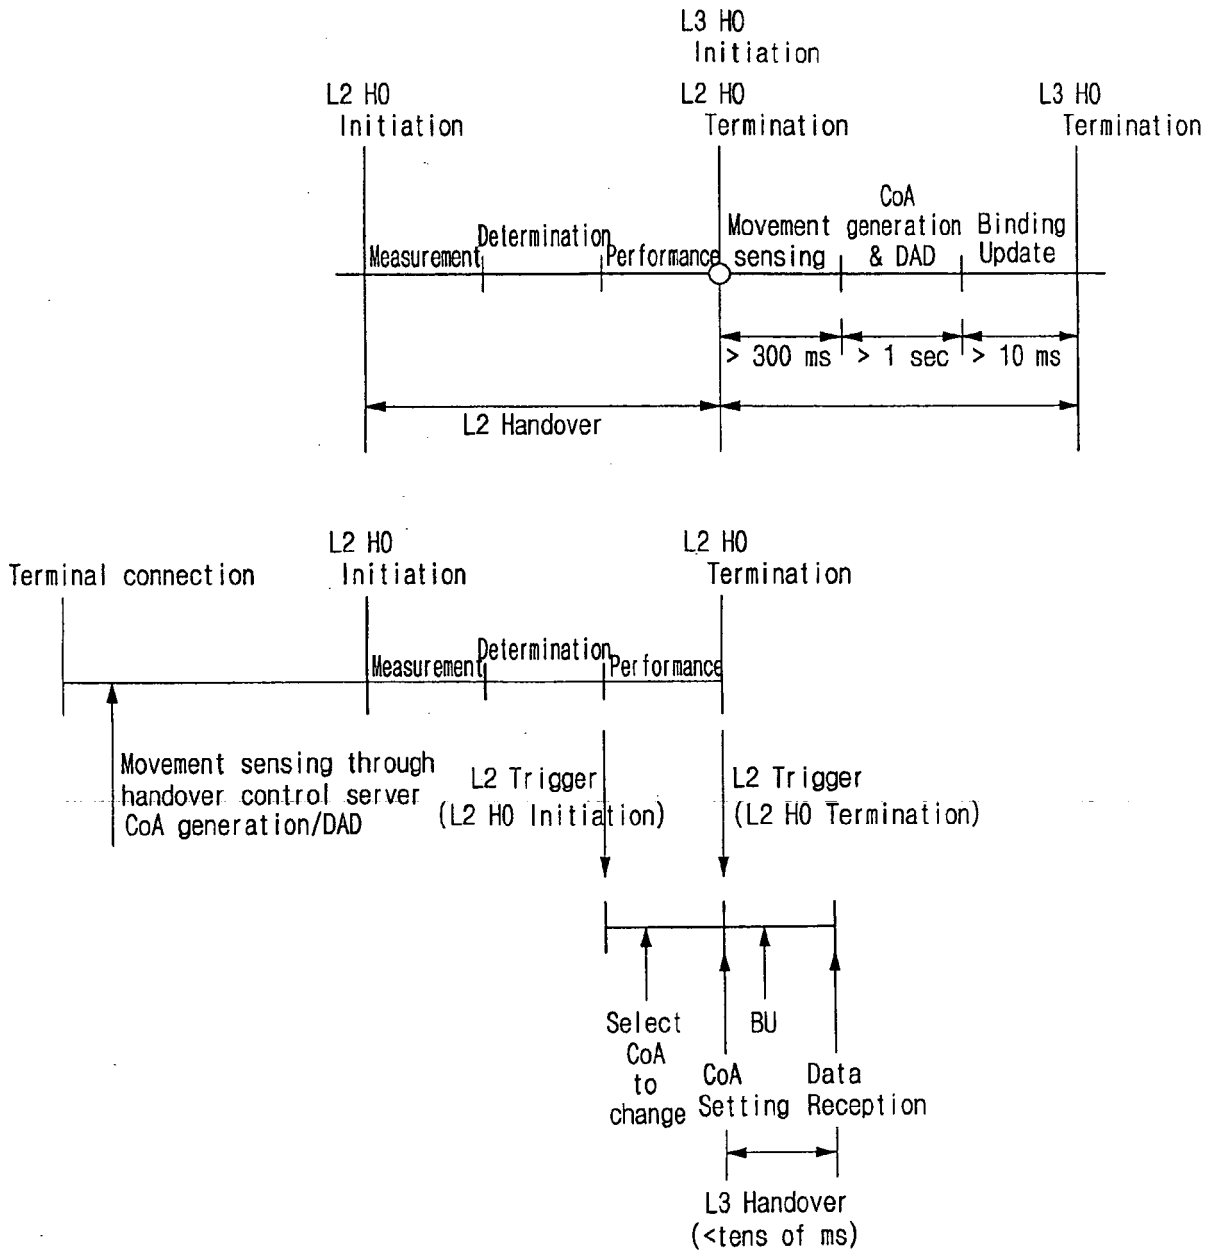 L3 HO
Initiation
L2 HO
Initiation
L2 HO
Termination
L3 HO
Termination
Measurement
Determination
Performance
Movement
sensing
CoA
generation
& DAD
Binding
Update
> 300 ms
> 1 sec
> 10 ms
L2 Handover
Terminal connection
L2 HO
Initiation
L2 HO
Termination
Measurement
Determination
Performance
Movement sensing through
handover control server
CoA generation/DAD
L2 Trigger
(L2 HO Initiation)
L2 Trigger
(L2 HO Termination)
Select
CoA
to
change
CoA
Setting
BU
Data
Reception
L3 Handover
(<tens of ms)